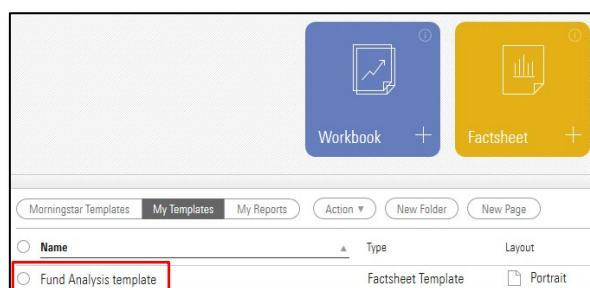 Workbook
Factsheet
Morningstar Templates My Templates My Reports Action ▼ New Folder New Page
Name Type Layout
Fund Analysis template Factsheet Template Portrait